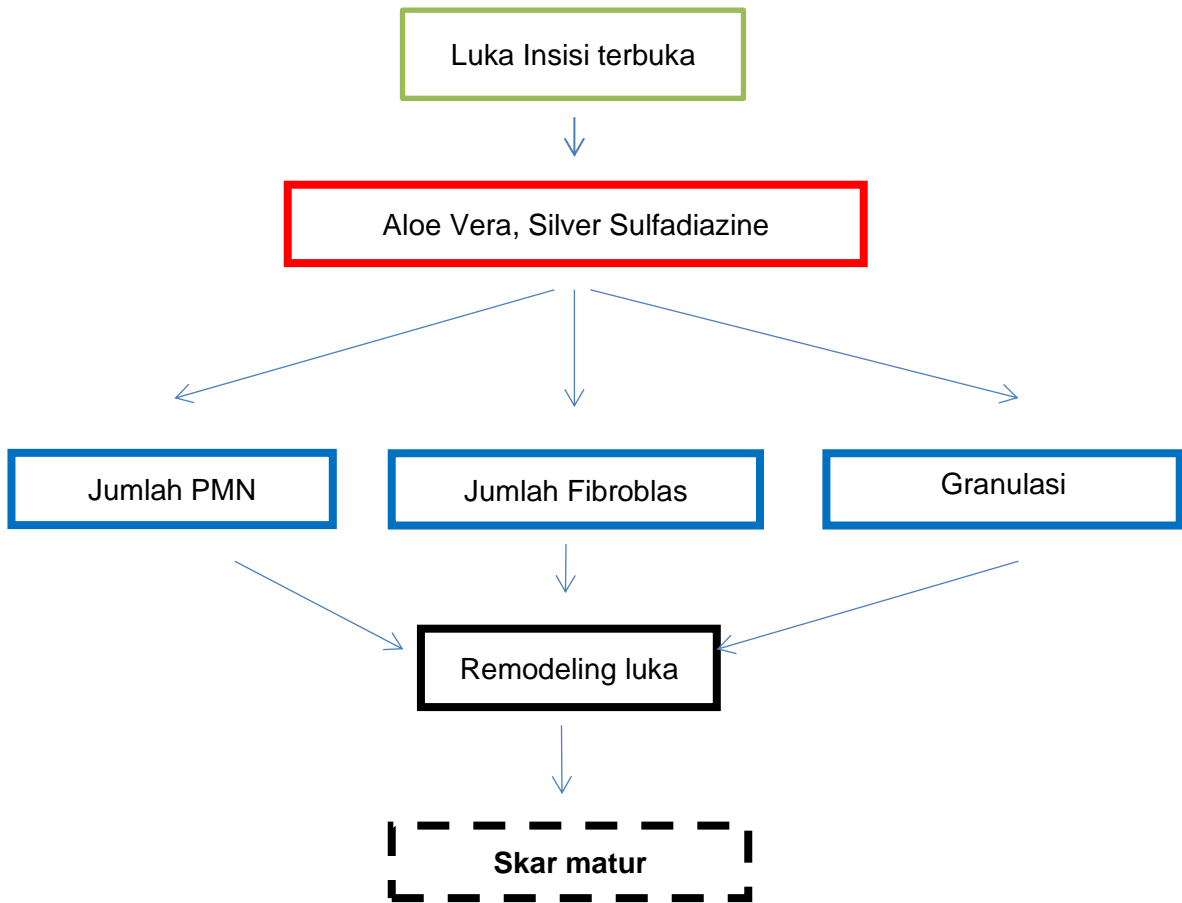 Luka Insisi terbuka
Aloe Vera, Silver Sulfadiazine
Jumlah PMN
Jumlah Fibroblas
Granulasi
Remodeling luka
Skar matur